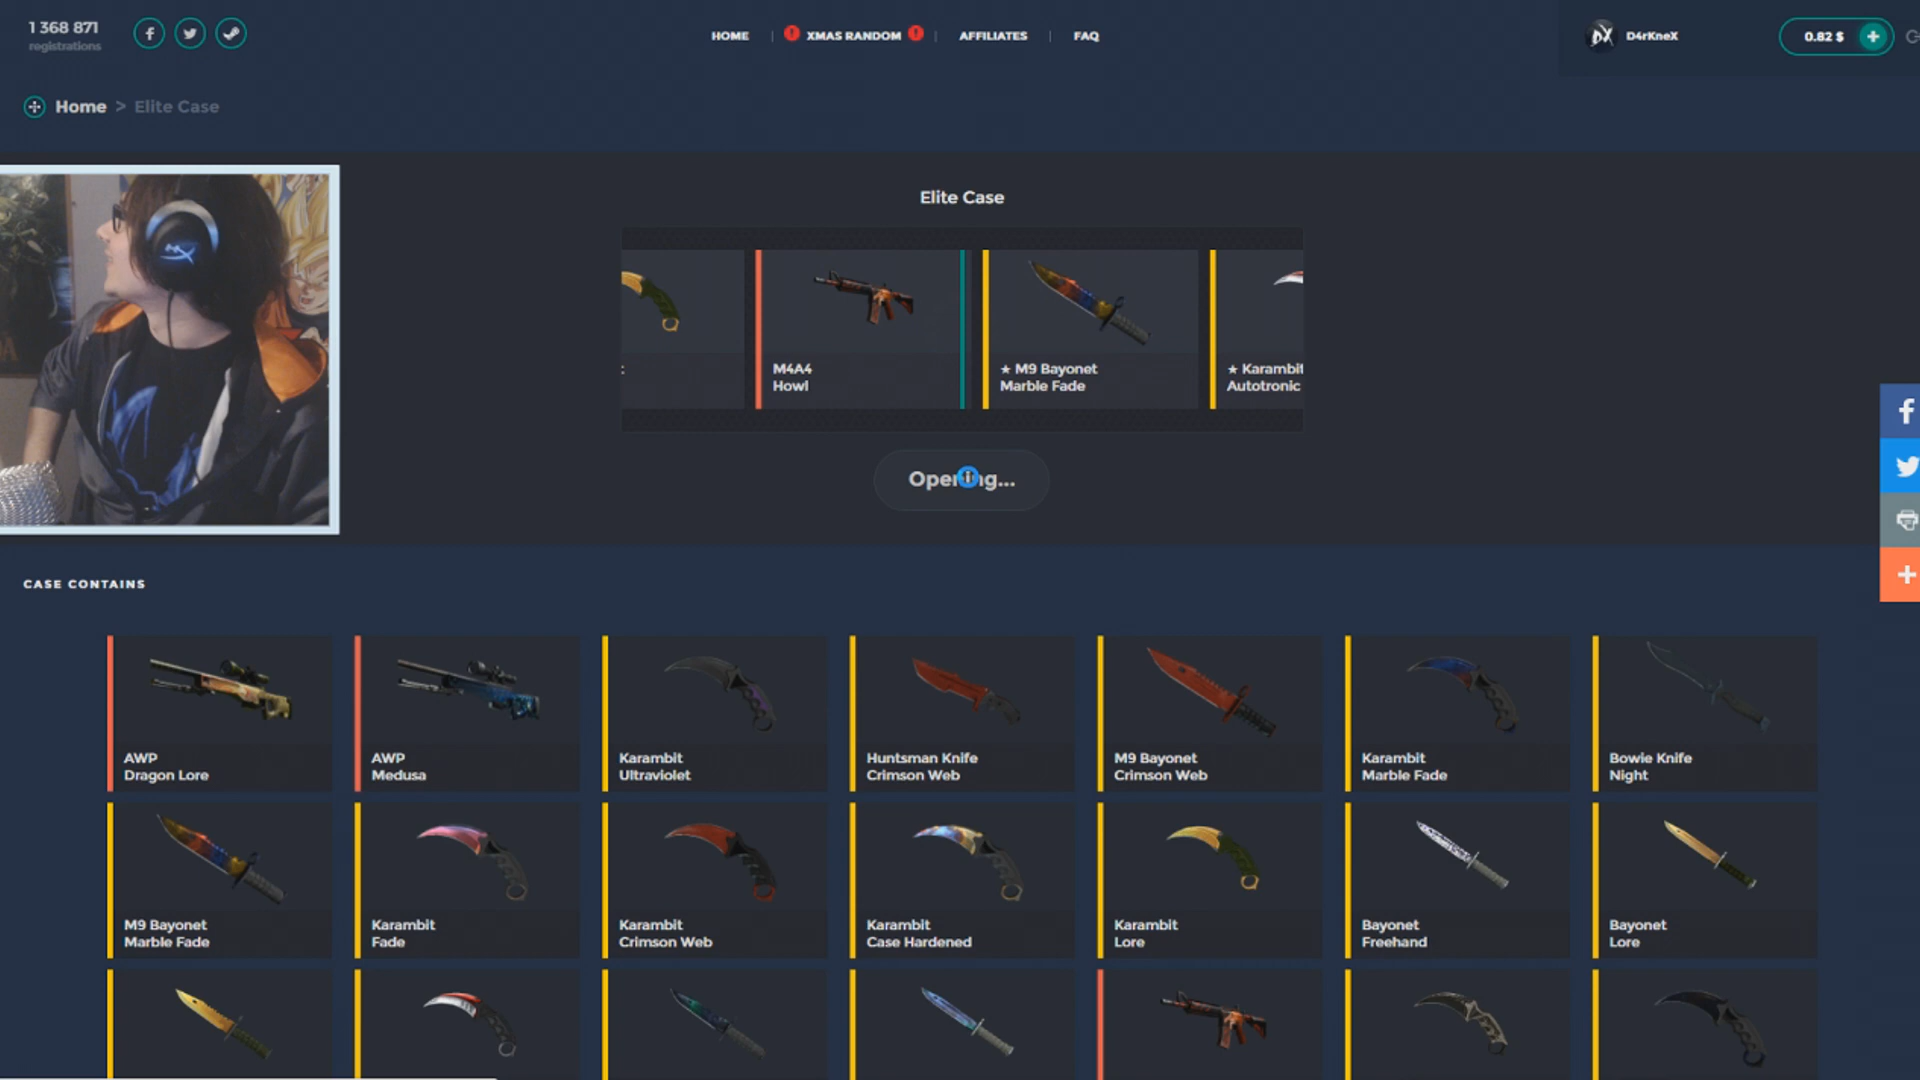 1 368 871
registrations
HOME
XMAS RANDOM
AFFILIATES
FAQ
D4rKneX
0.82 $
Home > Elite Case
Elite Case
M4A4
Howl
★ M9 Bayonet
Marble Fade
★ Karambit
Autotronic
Opening...
CASE CONTAINS
AWP
Dragon Lore
AWP
Medusa
Karambit
Ultraviolet
Huntsman Knife
Crimson Web
M9 Bayonet
Crimson Web
Karambit
Marble Fade
Bowie Knife
Night
M9 Bayonet
Marble Fade
Karambit
Fade
Karambit
Crimson Web
Karambit
Case Hardened
Karambit
Lore
Bayonet
Freehand
Bayonet
Lore